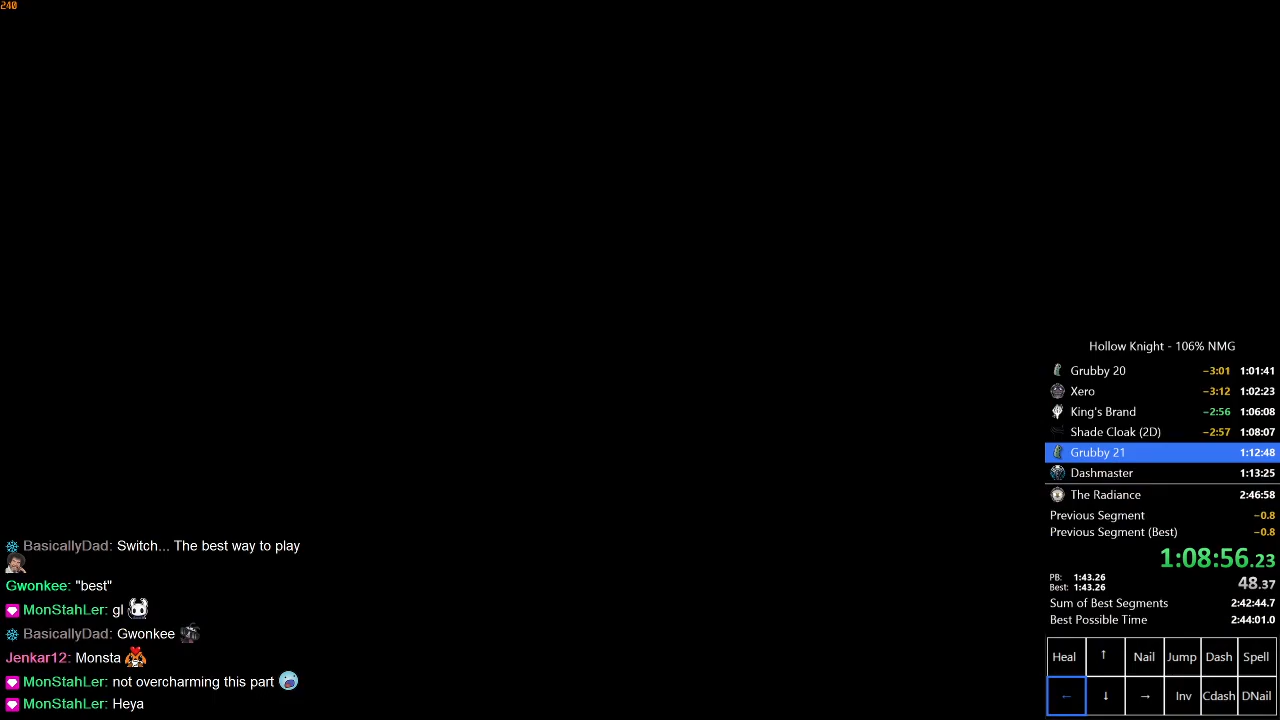 240
Hollow Knight - 106% NMG
Grubby 20 −3:01 1:01:41
Xero −3:12 1:02:23
King's Brand −2:56 1:06:08
Shade Cloak (2D) −2:57 1:08:07
Grubby 21 1:12:48
Dashmaster 1:13:25
The Radiance 2:46:58
Previous Segment −0.8
Previous Segment (Best) −0.8
1:08:56.23
PB: 1:43.26
Best: 1:43.26
48.37
Sum of Best Segments 2:42:44.7
Best Possible Time 2:44:01.0
Heal ↑ Nail Jump Dash Spell
← ↓ → Inv Cdash DNail
BasicallyDad: Switch... The best way to play
Gwonkee: "best"
MonStahLer: gl
BasicallyDad: Gwonkee
Jenkar12: Monsta
MonStahLer: not overcharming this part
MonStahLer: Heya